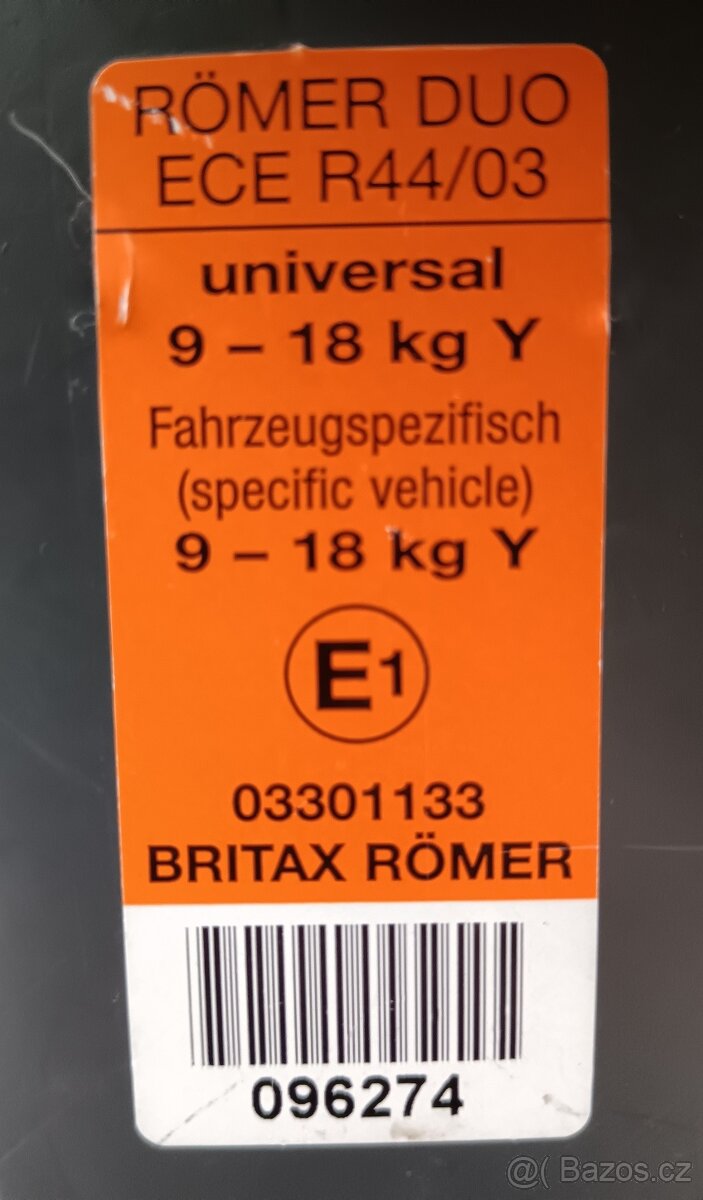 RÖMER DUO
ECE R44/03
universal
9 – 18 kg Y
Fahrzeugspezifisch
(specific vehicle)
9 – 18 kg Y
E1
03301133
BRITAX RÖMER
096274
@( Bazos.cz